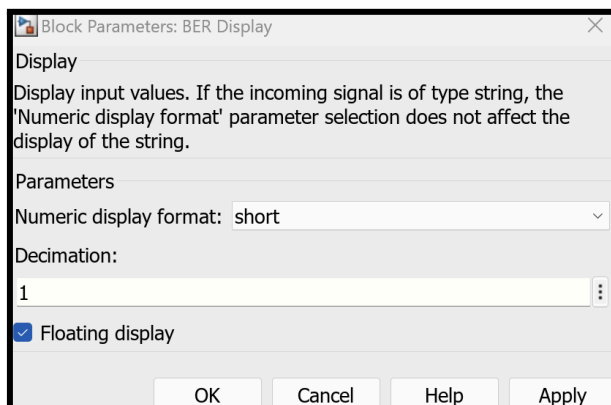 Block Parameters: BER Display
Display
Display input values. If the incoming signal is of type string, the
'Numeric display format' parameter selection does not affect the
display of the string.
Parameters
Numeric display format: short
Decimation:
1
Floating display
OK Cancel Help Apply